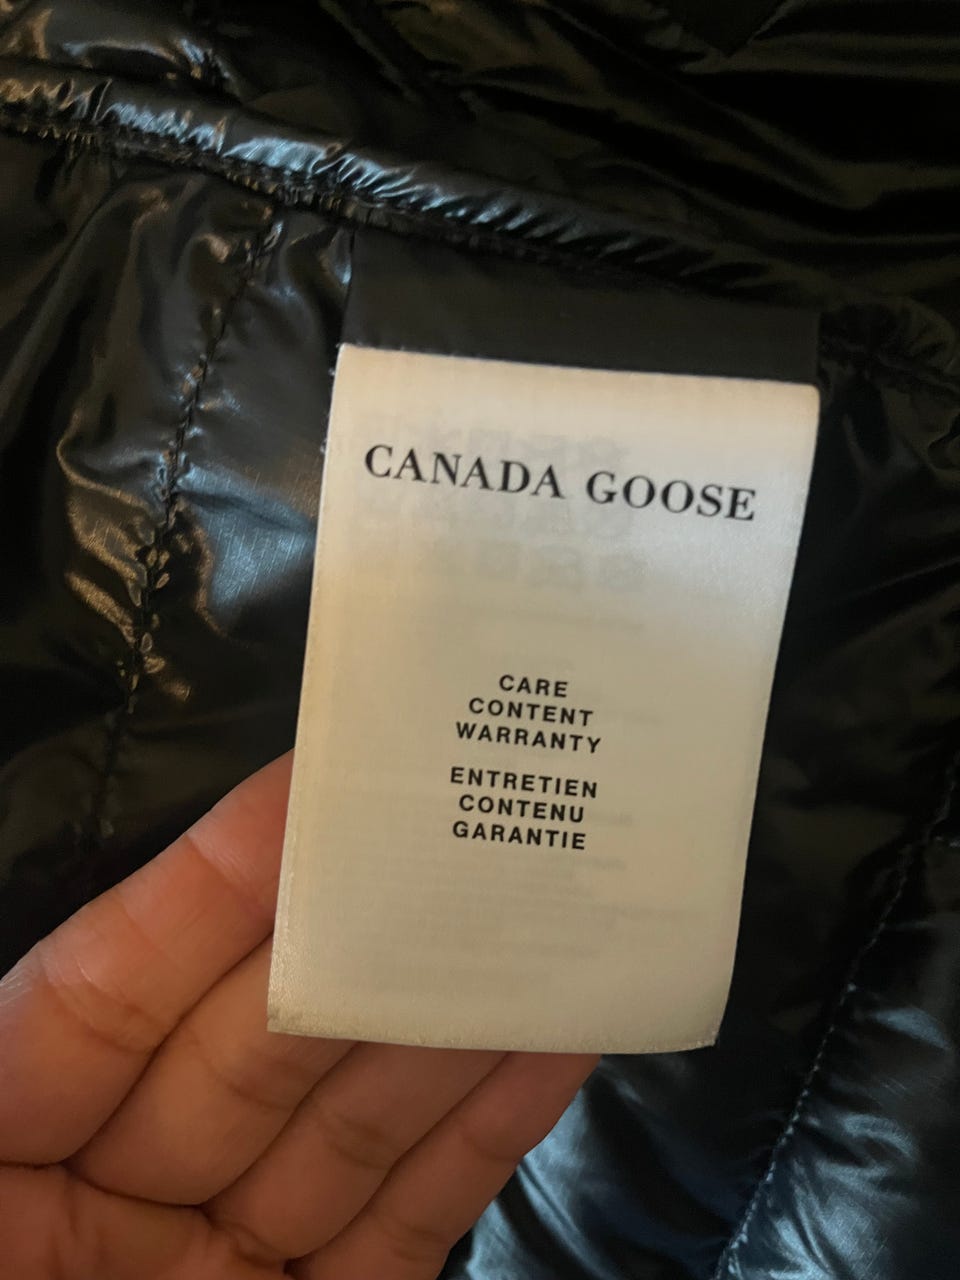 CANADA GOOSE
CARE
CONTENT
WARRANTY
ENTRETIEN
CONTENU
GARANTIE